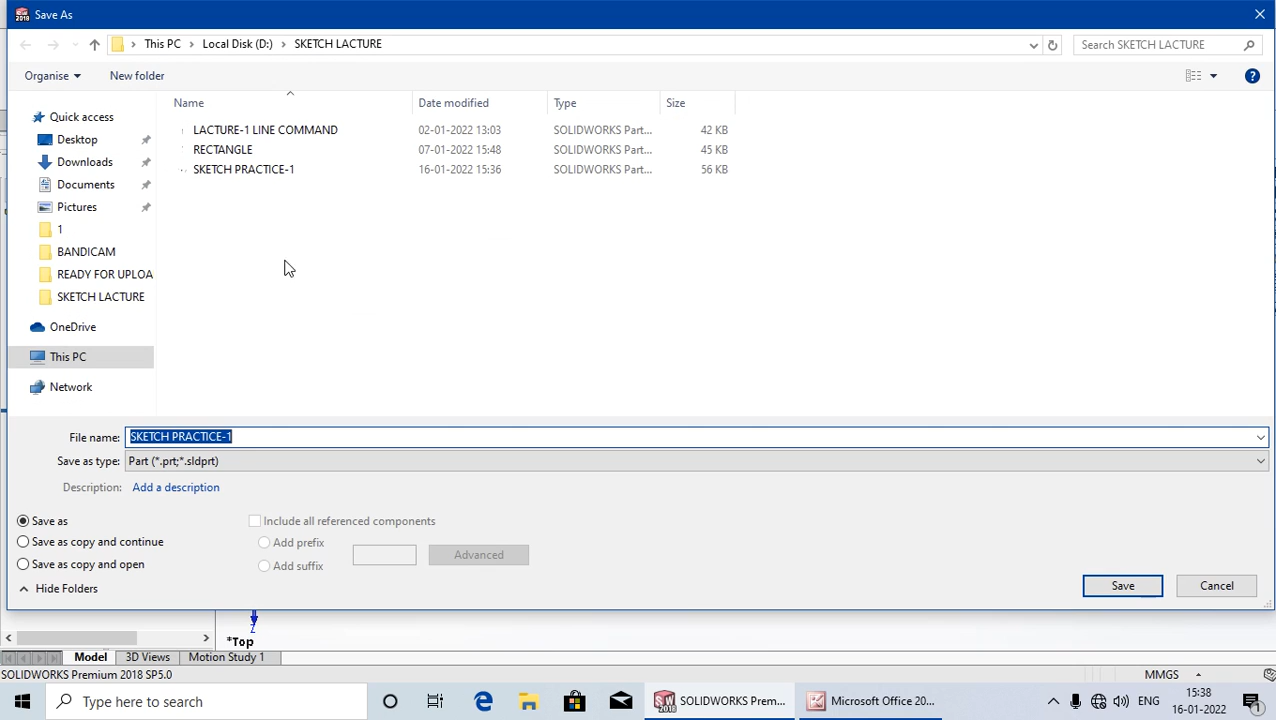 SW 2018 Save As
This PC Local Disk (D:) SKETCH LACTURE Search SKETCH LACTURE
Organise New folder
Name Date modified Type Size
Quick access
Desktop
Downloads
Documents
Pictures
1
BANDICAM
READY FOR UPLOA
SKETCH LACTURE
OneDrive
This PC
Network
LACTURE-1 LINE COMMAND 02-01-2022 13:03 SOLIDWORKS Part... 42 KB
RECTANGLE 07-01-2022 15:48 SOLIDWORKS Part... 45 KB
SKETCH PRACTICE-1 16-01-2022 15:36 SOLIDWORKS Part... 56 KB
File name: SKETCH PRACTICE-1
Save as type: Part (*.prt;*.sldprt)
Description: Add a description
Save as
Save as copy and continue
Save as copy and open
Include all referenced components
Add prefix
Add suffix
Advanced
Hide Folders
Save Cancel
Z
*Top
Model 3D Views Motion Study 1
SOLIDWORKS Premium 2018 SP5.0 MMGS
Type here to search
SW 2018 SOLIDWORKS Prem...
Microsoft Office 20...
ENG
15:38
16-01-2022
1